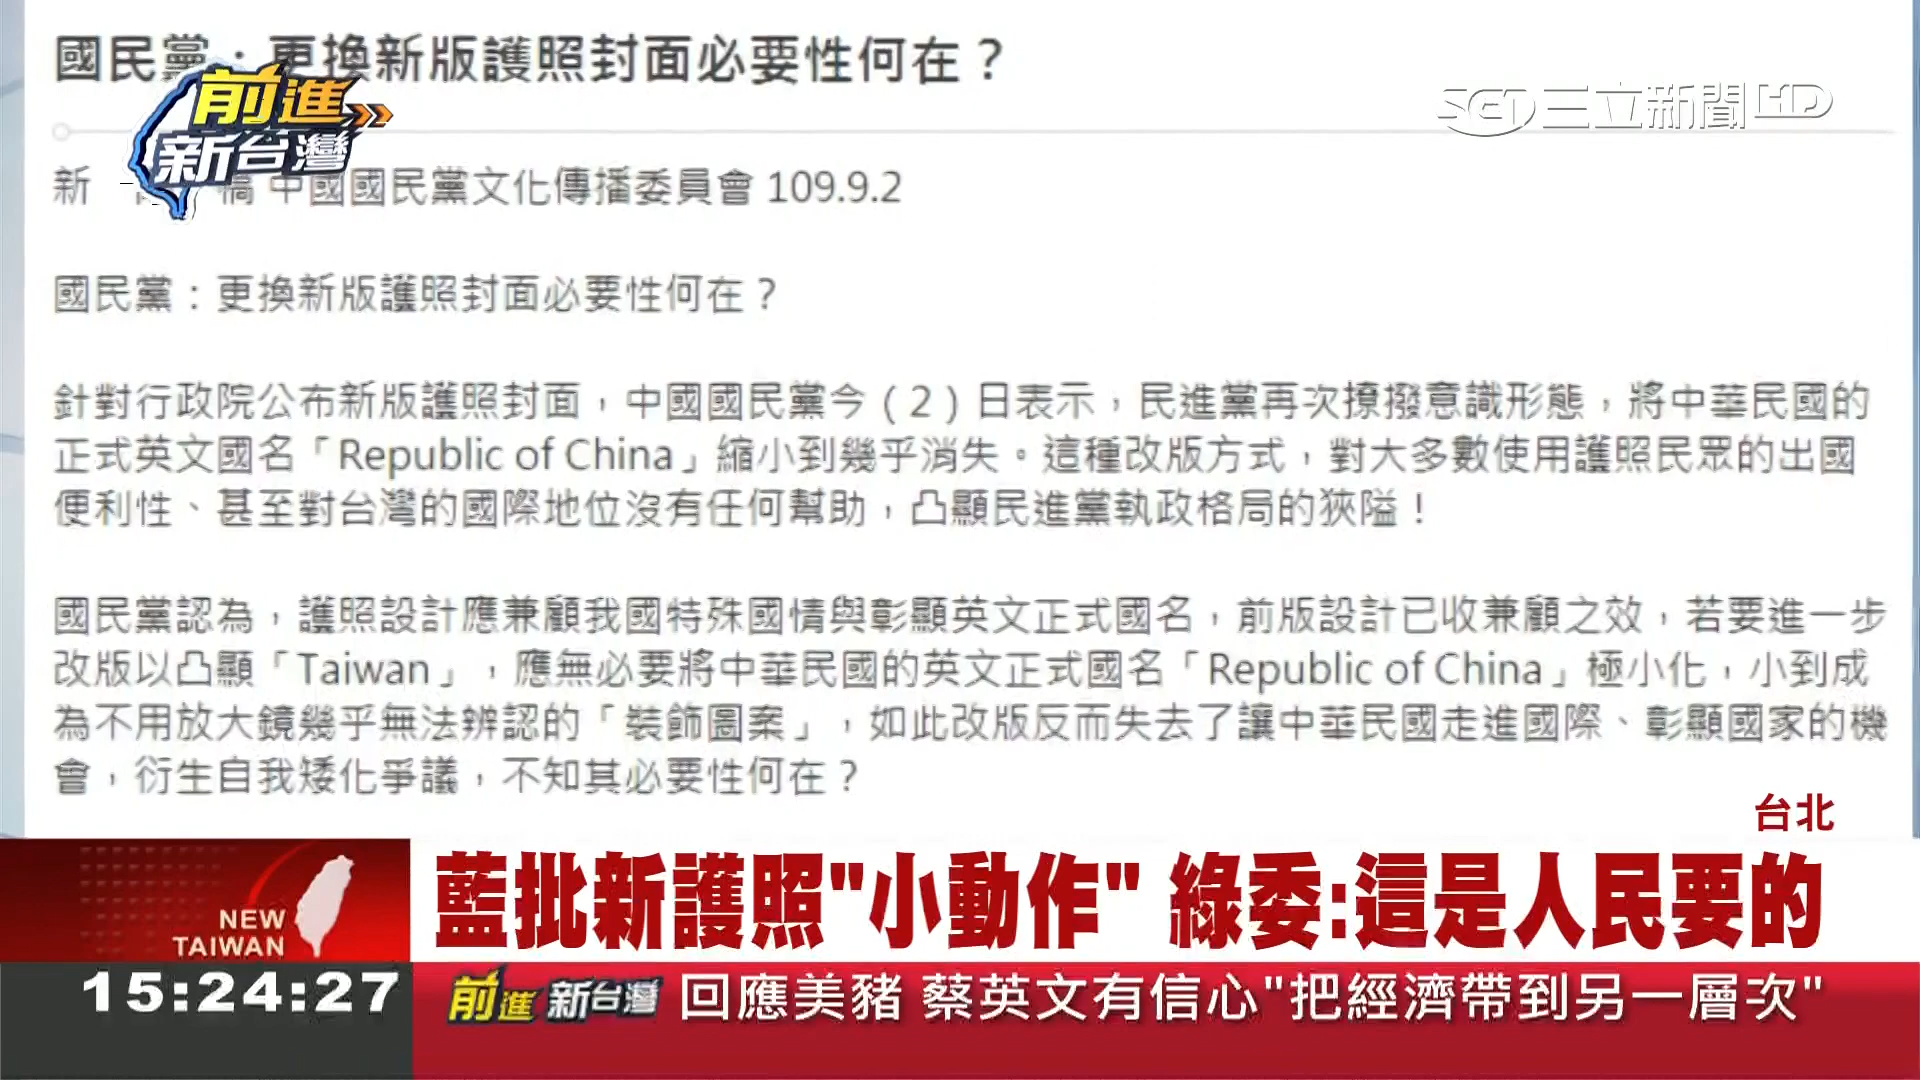 國民黨：更換新版護照封面必要性何在？
前進
新台灣
SET三立新聞HD
新 稿 中國國民黨文化傳播委員會 109.9.2
國民黨：更換新版護照封面必要性何在？
針對行政院公布新版護照封面，中國國民黨今（2）日表示，民進黨再次撩撥意識形態，將中華民國的
正式英文國名「Republic of China」縮小到幾乎消失。這種改版方式，對大多數使用護照民眾的出國
便利性、甚至對台灣的國際地位沒有任何幫助，凸顯民進黨執政格局的狹隘！
國民黨認為，護照設計應兼顧我國特殊國情與彰顯英文正式國名，前版設計已收兼顧之效，若要進一步
改版以凸顯「Taiwan」，應無必要將中華民國的英文正式國名「Republic of China」極小化，小到成
為不用放大鏡幾乎無法辨認的「裝飾圖案」，如此改版反而失去了讓中華民國走進國際、彰顯國家的機
會，衍生自我矮化爭議，不知其必要性何在？
台北
NEW
TAIWAN
藍批新護照"小動作" 綠委:這是人民要的
15:24:27
前進新台灣 回應美豬 蔡英文有信心"把經濟帶到另一層次"